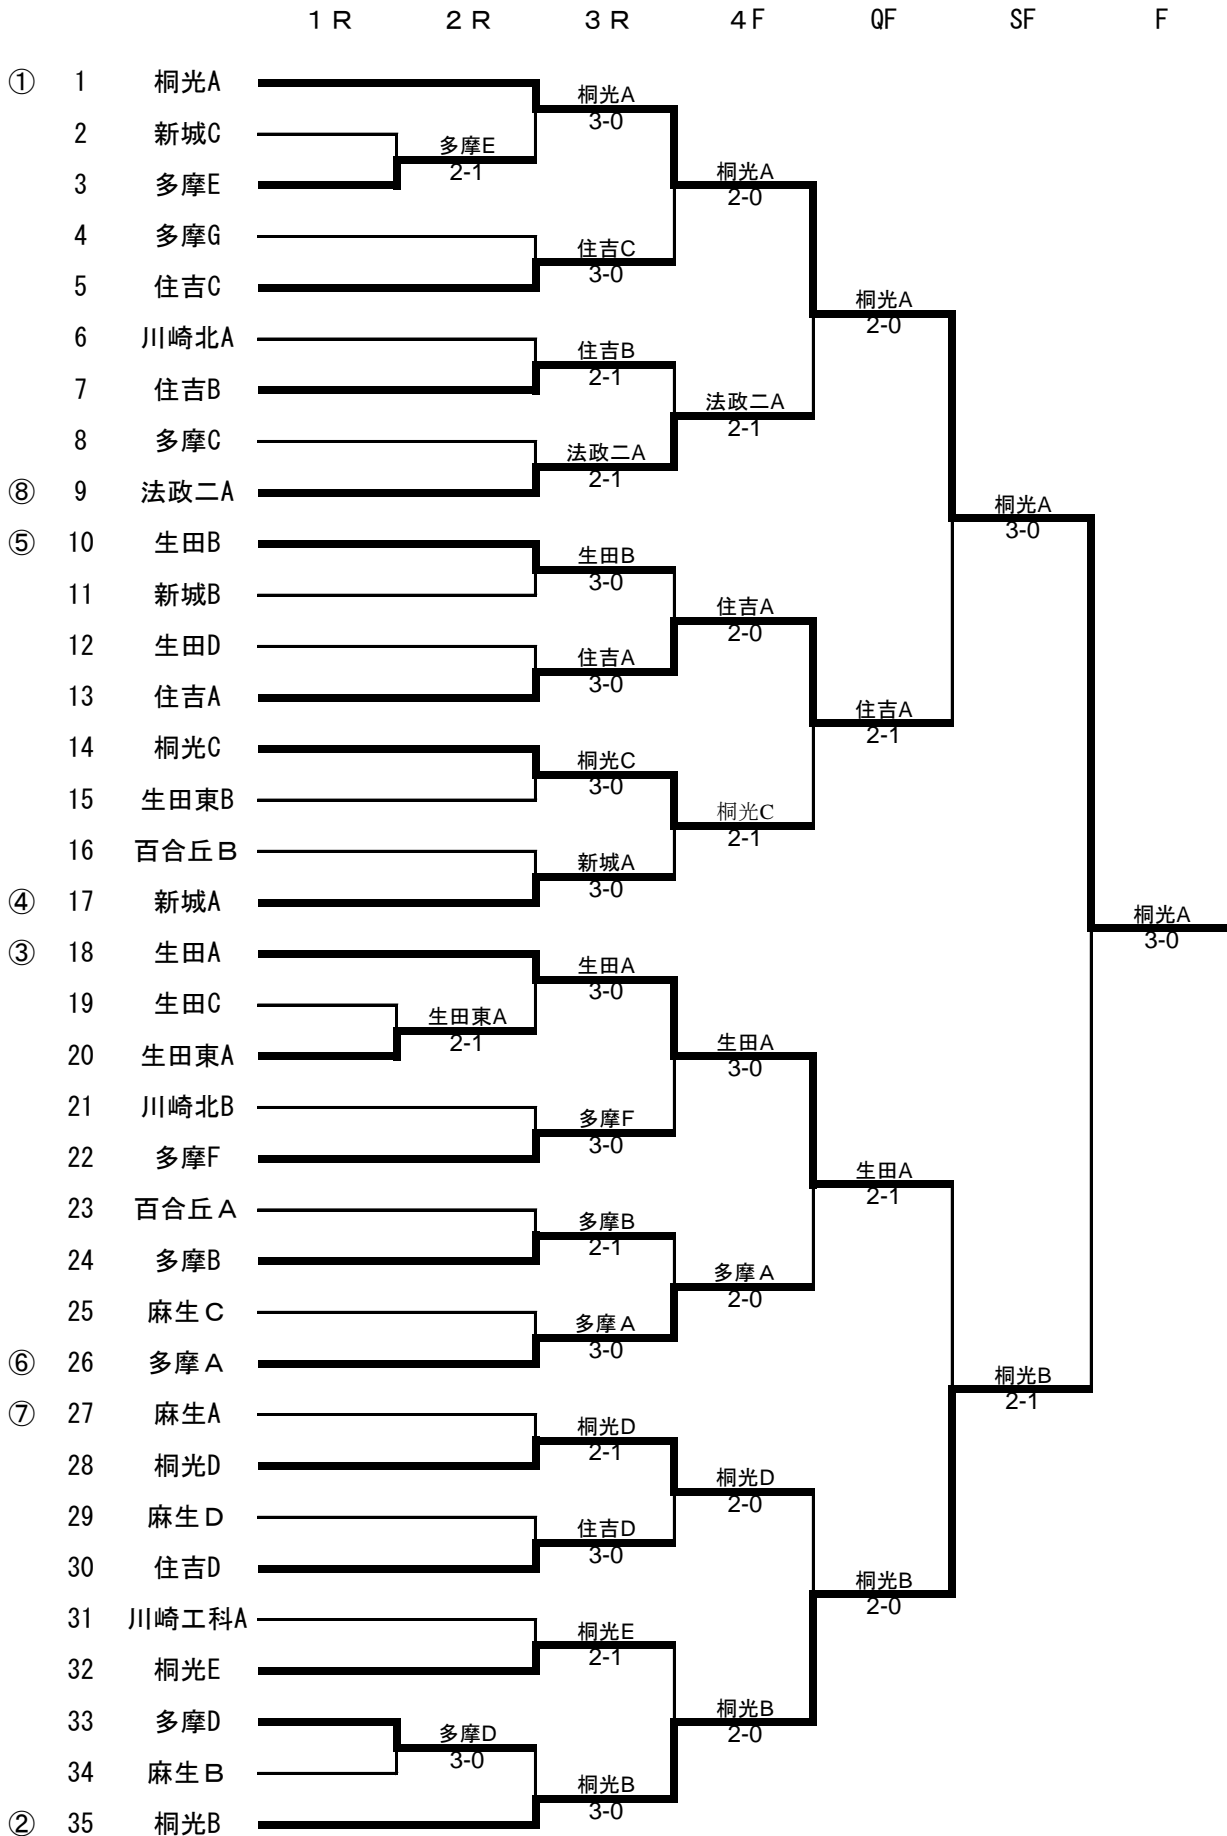 １Ｒ ２Ｒ ３Ｒ ４F QF SF F
① 1 桐光A
桐光A
3-0
2 新城C
多摩E
2-1
3 多摩E
桐光A
2-0
4 多摩G
住吉C
3-0
5 住吉C
桐光A
2-0
6 川崎北A
住吉B
2-1
7 住吉B
法政二A
2-1
8 多摩C
法政二A
2-1
⑧ 9 法政二A
桐光A
3-0
⑤ 10 生田B
生田B
3-0
11 新城B
住吉A
2-0
12 生田D
住吉A
3-0
13 住吉A
住吉A
2-1
14 桐光C
桐光C
3-0
15 生田東B
桐光C
2-1
16 百合丘Ｂ
新城A
3-0
④ 17 新城A
桐光A
3-0
③ 18 生田A
生田A
3-0
19 生田C
生田東A
2-1
20 生田東A
生田A
3-0
21 川崎北B
多摩F
3-0
22 多摩F
生田A
2-1
23 百合丘Ａ
多摩B
2-1
24 多摩B
多摩Ａ
2-0
25 麻生Ｃ
多摩Ａ
3-0
⑥ 26 多摩Ａ
桐光B
2-1
⑦ 27 麻生A
桐光D
2-1
28 桐光D
桐光D
2-0
29 麻生Ｄ
住吉D
3-0
30 住吉D
桐光B
2-0
31 川崎工科A
桐光E
2-1
32 桐光E
桐光B
2-0
33 多摩D
多摩D
3-0
34 麻生Ｂ
桐光B
3-0
② 35 桐光B